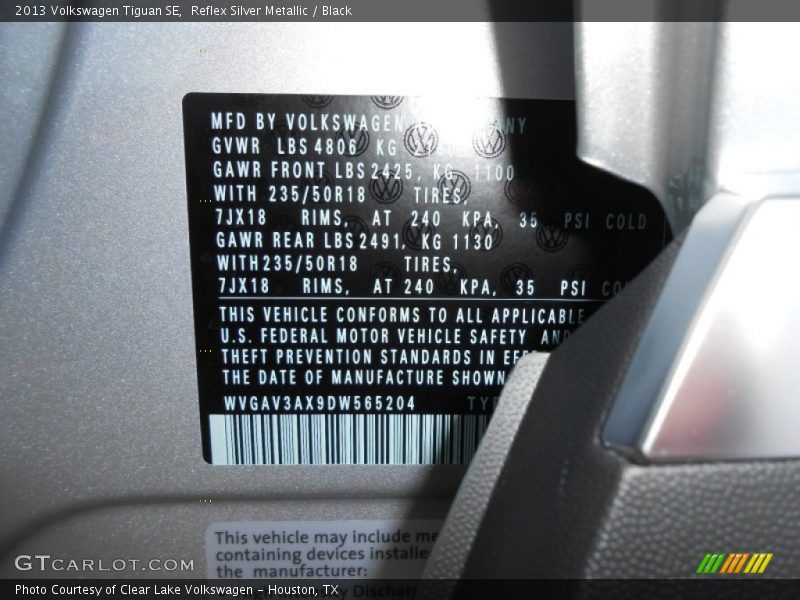 2013 Volkswagen Tiguan SE, Reflex Silver Metallic / Black
MFD BY VOLKSWAGEN
GVWR LBS 4806 KG
GAWR FRONT LBS 2425, KG 1100
WITH 235/50R18 TIRES,
7JX18 RIMS, AT 240 KPA, 35 PSI COLD
GAWR REAR LBS 2491, KG 1130
WITH 235/50R18 TIRES,
7JX18 RIMS, AT 240 KPA, 35 PSI
THIS VEHICLE CONFORMS TO ALL APPLICABLE
U.S. FEDERAL MOTOR VEHICLE SAFETY AND
THEFT PREVENTION STANDARDS IN
THE DATE OF MANUFACTURE SHOWN
WVGAV3AX9DW565204
This vehicle may include
containing devices
the manufacturer:
GTCARLOT.COM
Photo Courtesy of Clear Lake Volkswagen – Houston, TX